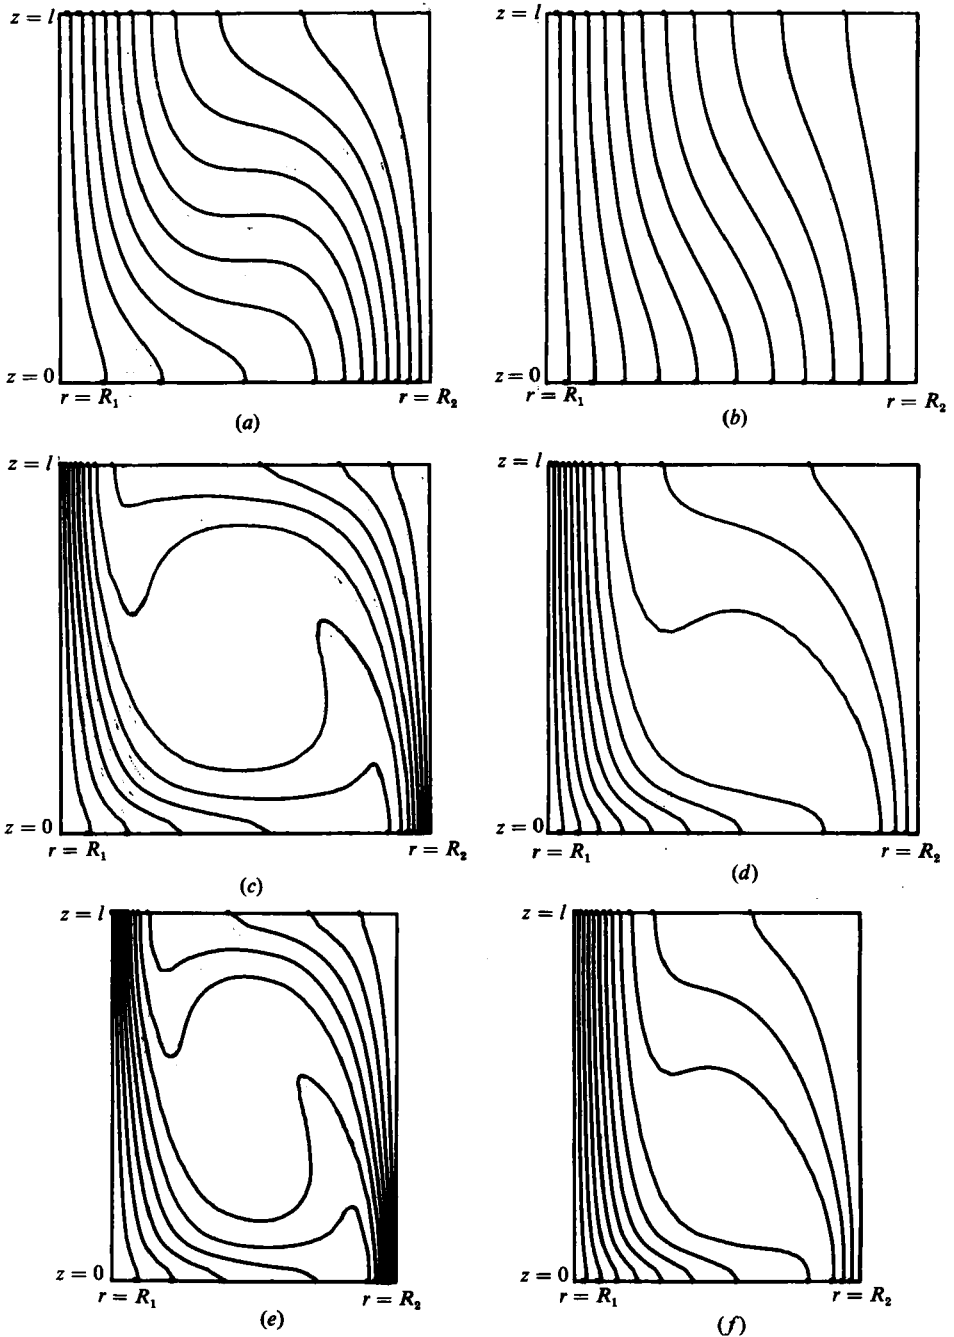 z = l
z = l
z = 0
z = 0
r = R₁
r = R₂
r = R₁
r = R₂
(a)
(b)
z = l
z = l
z = 0
z = 0
r = R₁
r = R₂
r = R₁
r = R₂
(c)
(d)
z = l
z = l
z = 0
z = 0
r = R₁
r = R₂
r = R₁
r = R₂
(e)
(f)